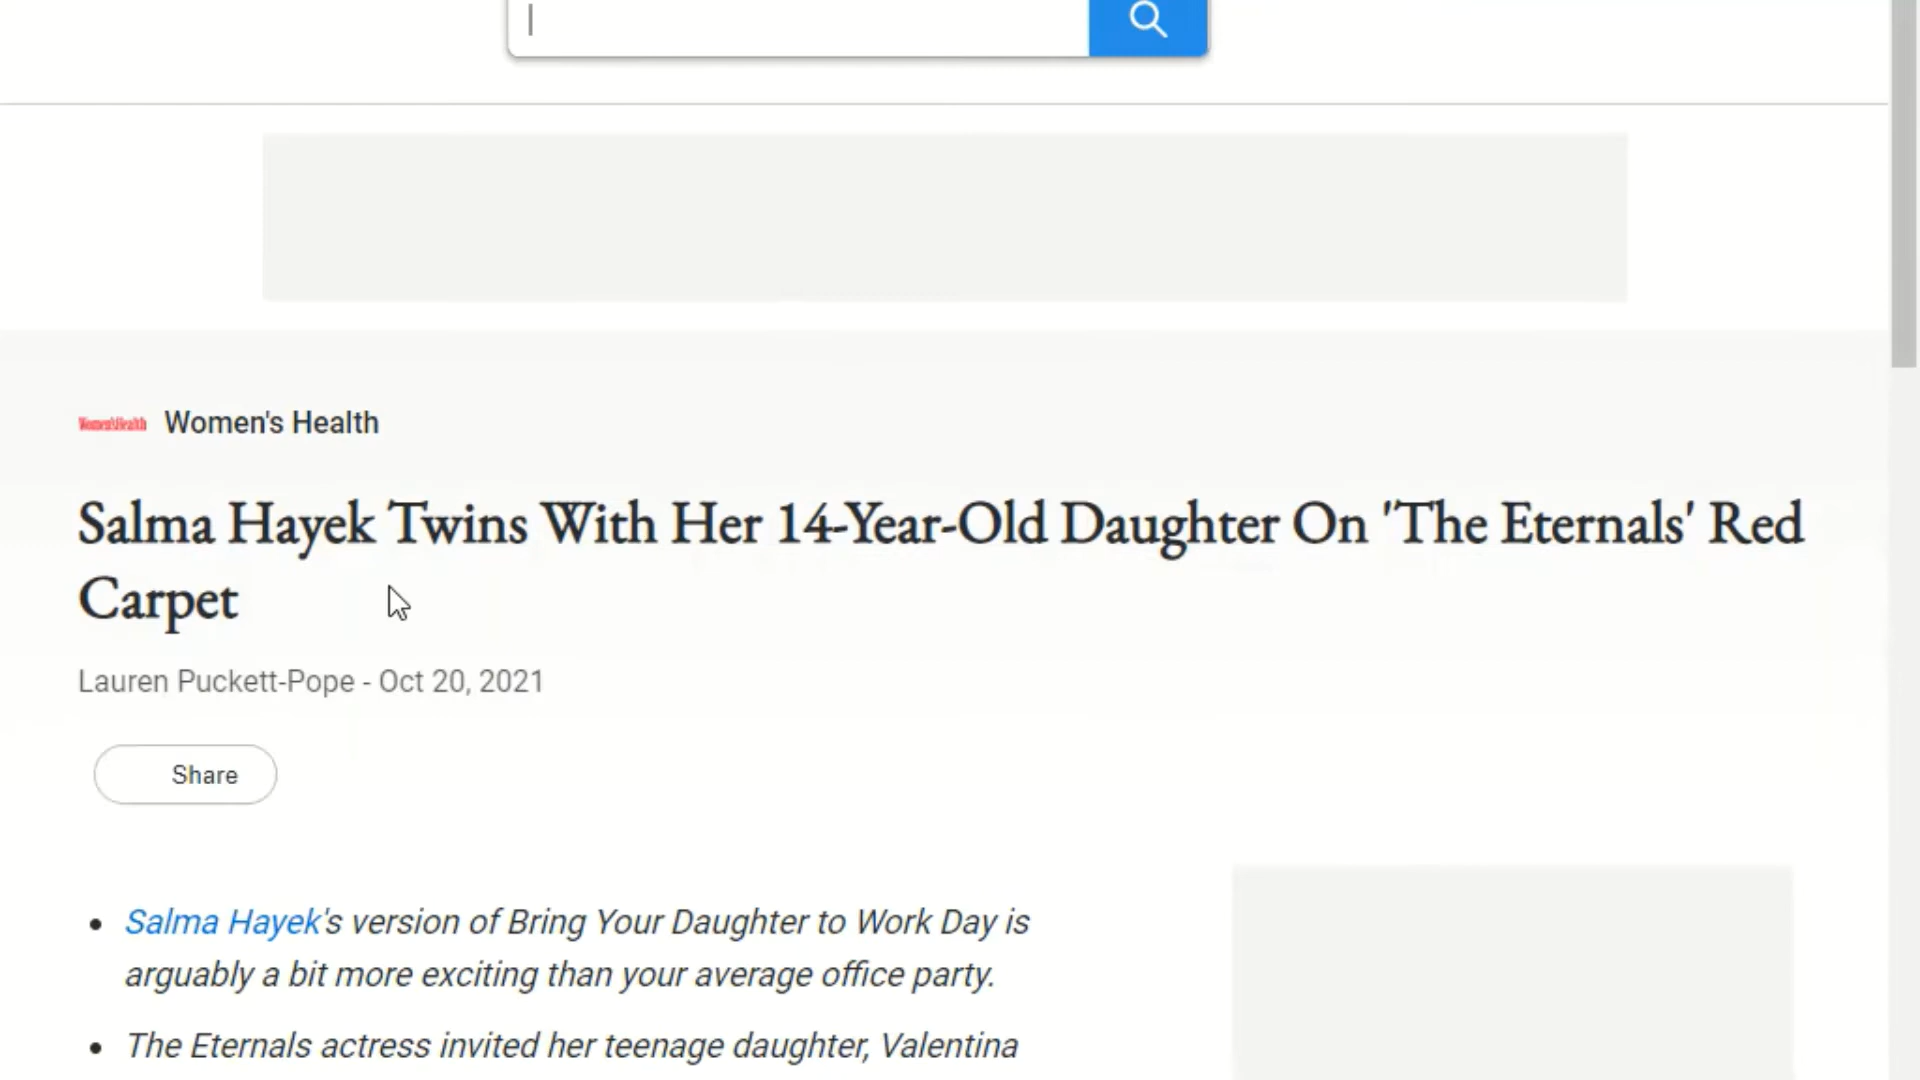 Women'sHealth Women's Health
Salma Hayek Twins With Her 14-Year-Old Daughter On 'The Eternals' Red
Carpet
Lauren Puckett-Pope - Oct 20, 2021
Share
• Salma Hayek's version of Bring Your Daughter to Work Day is
arguably a bit more exciting than your average office party.
• The Eternals actress invited her teenage daughter, Valentina